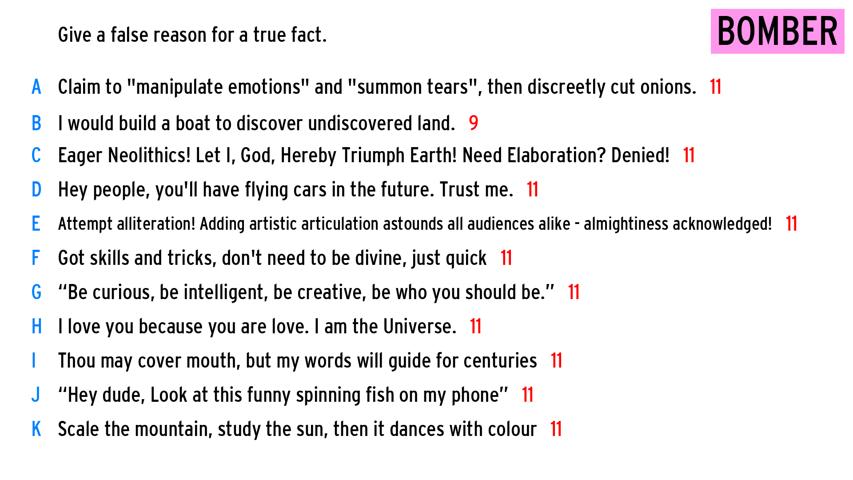 Give a false reason for a true fact.
BOMBER
A Claim to "manipulate emotions" and "summon tears", then discreetly cut onions. 11
B I would build a boat to discover undiscovered land. 9
C Eager Neolithics! Let I, God, Hereby Triumph Earth! Need Elaboration? Denied! 11
D Hey people, you'll have flying cars in the future. Trust me. 11
E Attempt alliteration! Adding artistic articulation astounds all audiences alike - almightiness acknowledged! 11
F Got skills and tricks, don't need to be divine, just quick 11
G “Be curious, be intelligent, be creative, be who you should be.” 11
H I love you because you are love. I am the Universe. 11
I Thou may cover mouth, but my words will guide for centuries 11
J “Hey dude, Look at this funny spinning fish on my phone” 11
K Scale the mountain, study the sun, then it dances with colour 11